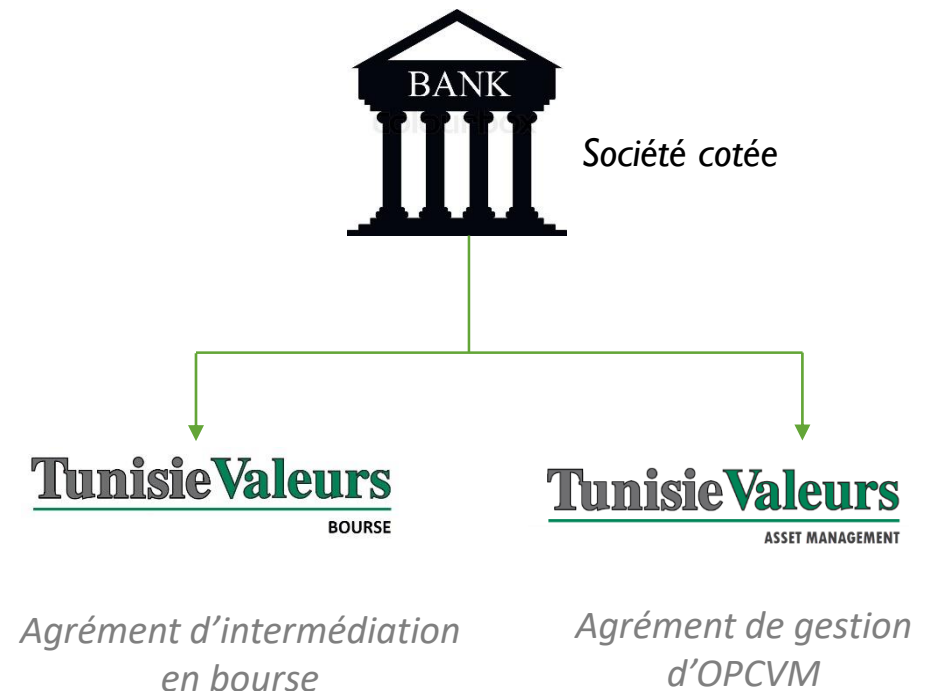 BANK
Société cotée
TunisieValeurs
BOURSE
TunisieValeurs
ASSET MANAGEMENT
Agrément d’intermédiation
en bourse
Agrément de gestion
d’OPCVM